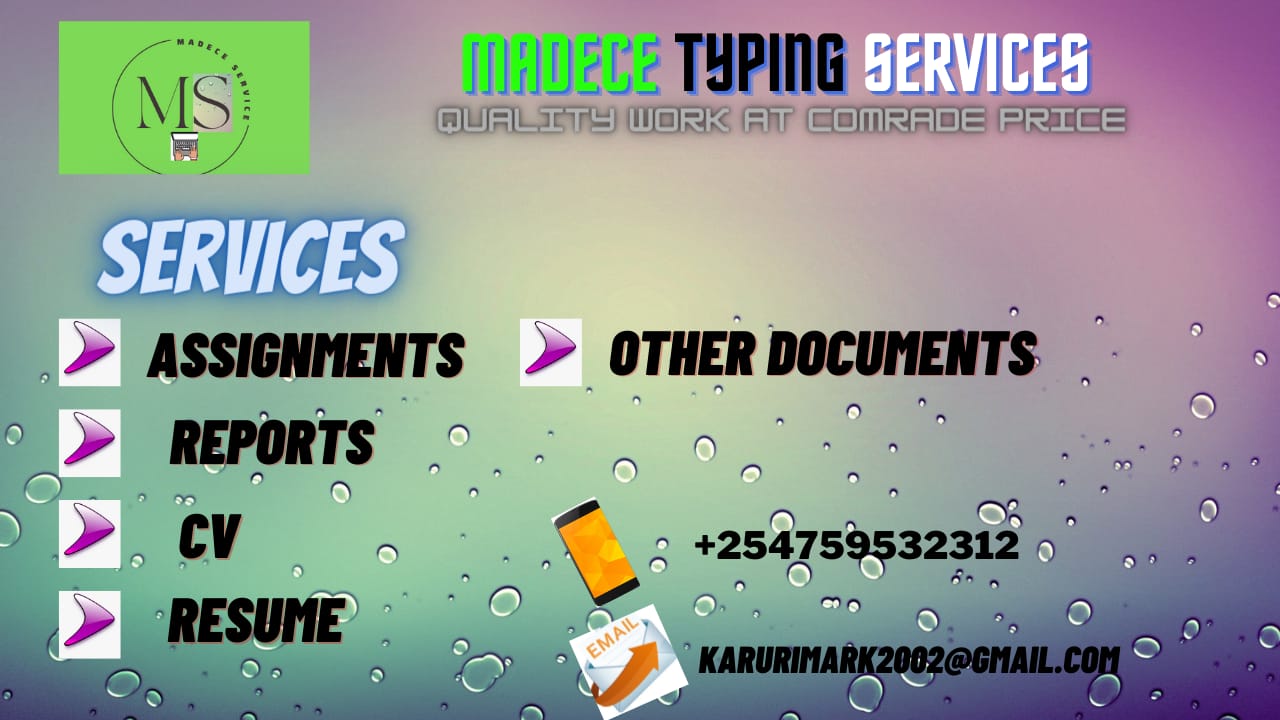 MADECE SERVICE
MS
MADECE TYPING SERVICES
QUALITY WORK AT COMRADE PRICE
SERVICES
ASSIGNMENTS
OTHER DOCUMENTS
REPORTS
CV
RESUME
+254759532312
EMAIL
KARURIMARK2002@GMAIL.COM